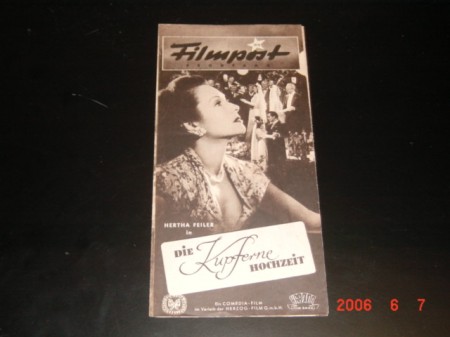 Filmpost
HERTHA FEILER
in
DIE
Kupferne
HOCHZEIT
Ein COMEDIA-FILM
im Verleih der HERZOG-FILM G.m.b.H.
2006 6 7